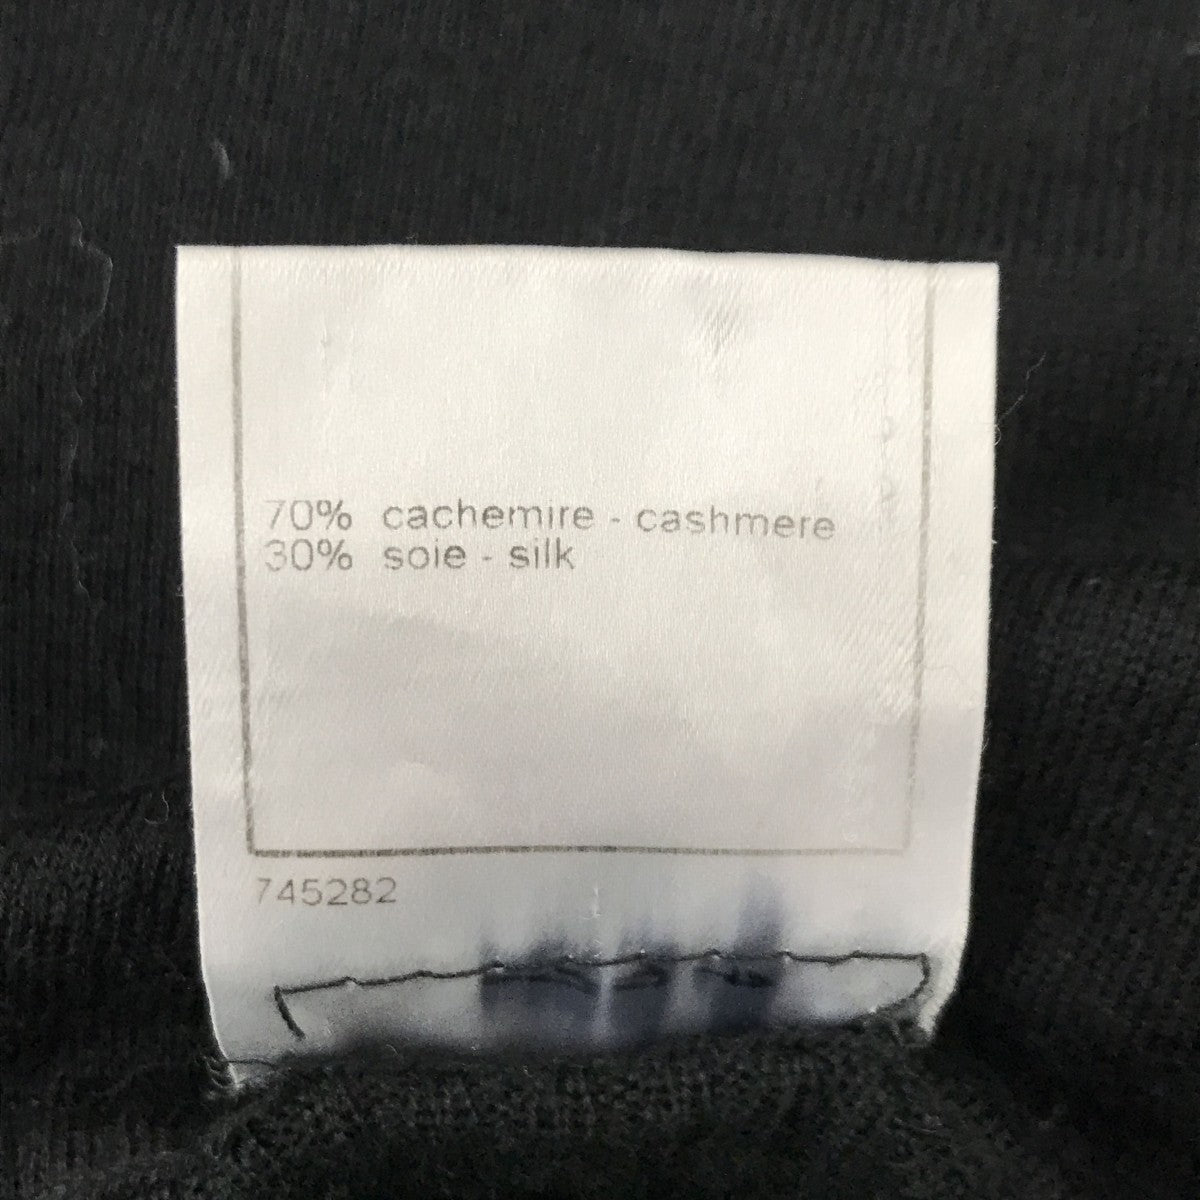 70% cachemire - cashmere
30% soie - silk
745282